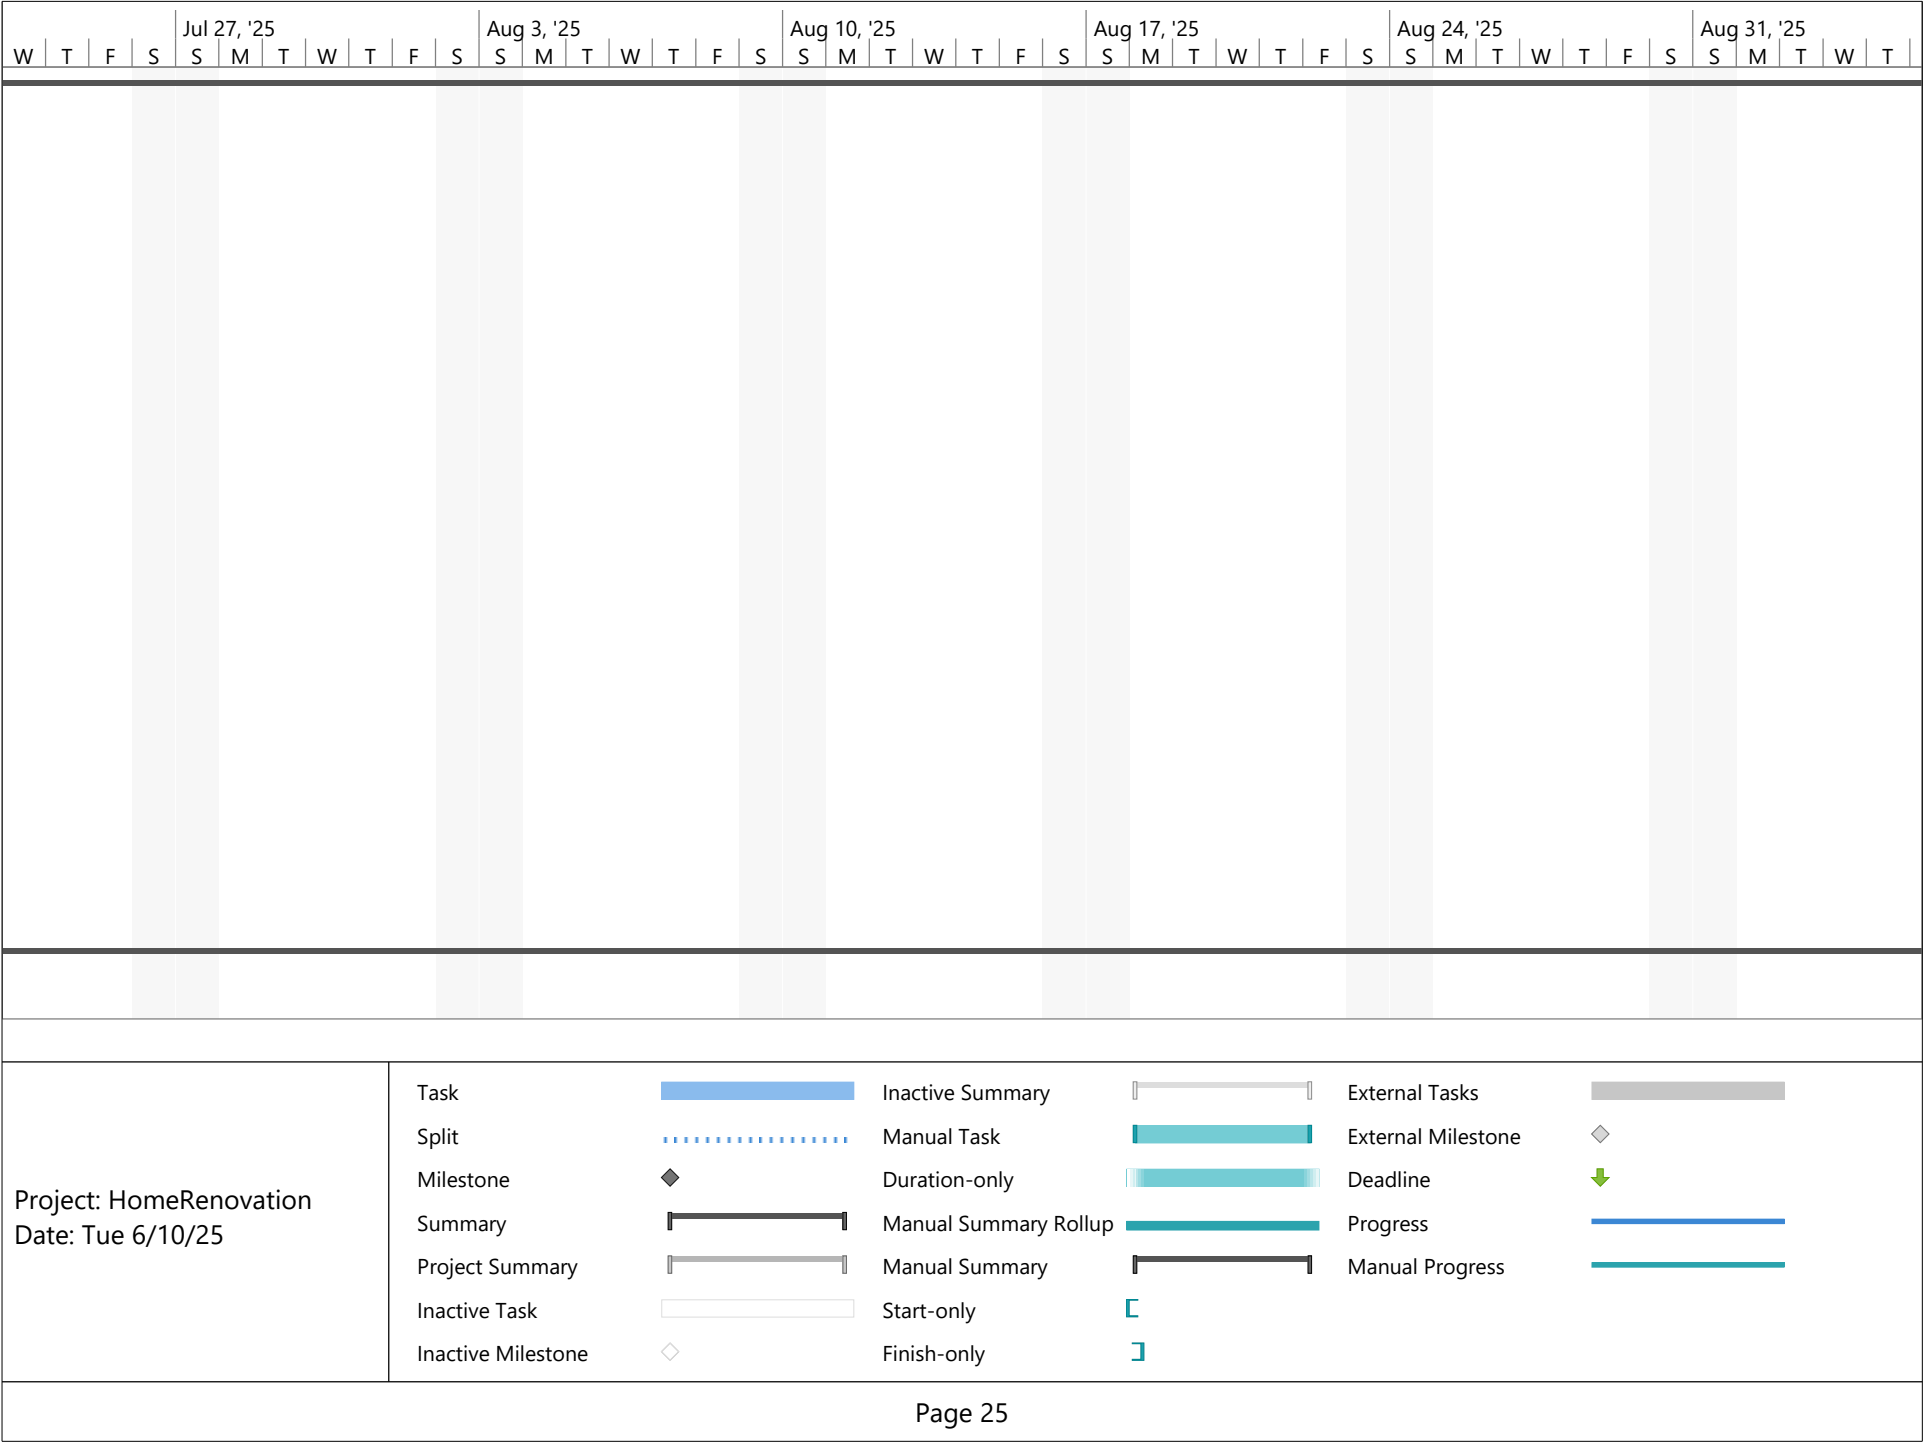 Jul 27, '25 Aug 3, '25 Aug 10, '25 Aug 17, '25 Aug 24, '25 Aug 31, '25
W T F S S M T W T F S S M T W T F S S M T W T F S S M T W T F S S M T W T F S S M T W T
Task Inactive Summary External Tasks
Split Manual Task External Milestone
Milestone Duration-only Deadline
Project: HomeRenovation
Date: Tue 6/10/25
Summary Manual Summary Rollup Progress
Project Summary Manual Summary Manual Progress
Inactive Task Start-only
Inactive Milestone Finish-only
Page 25